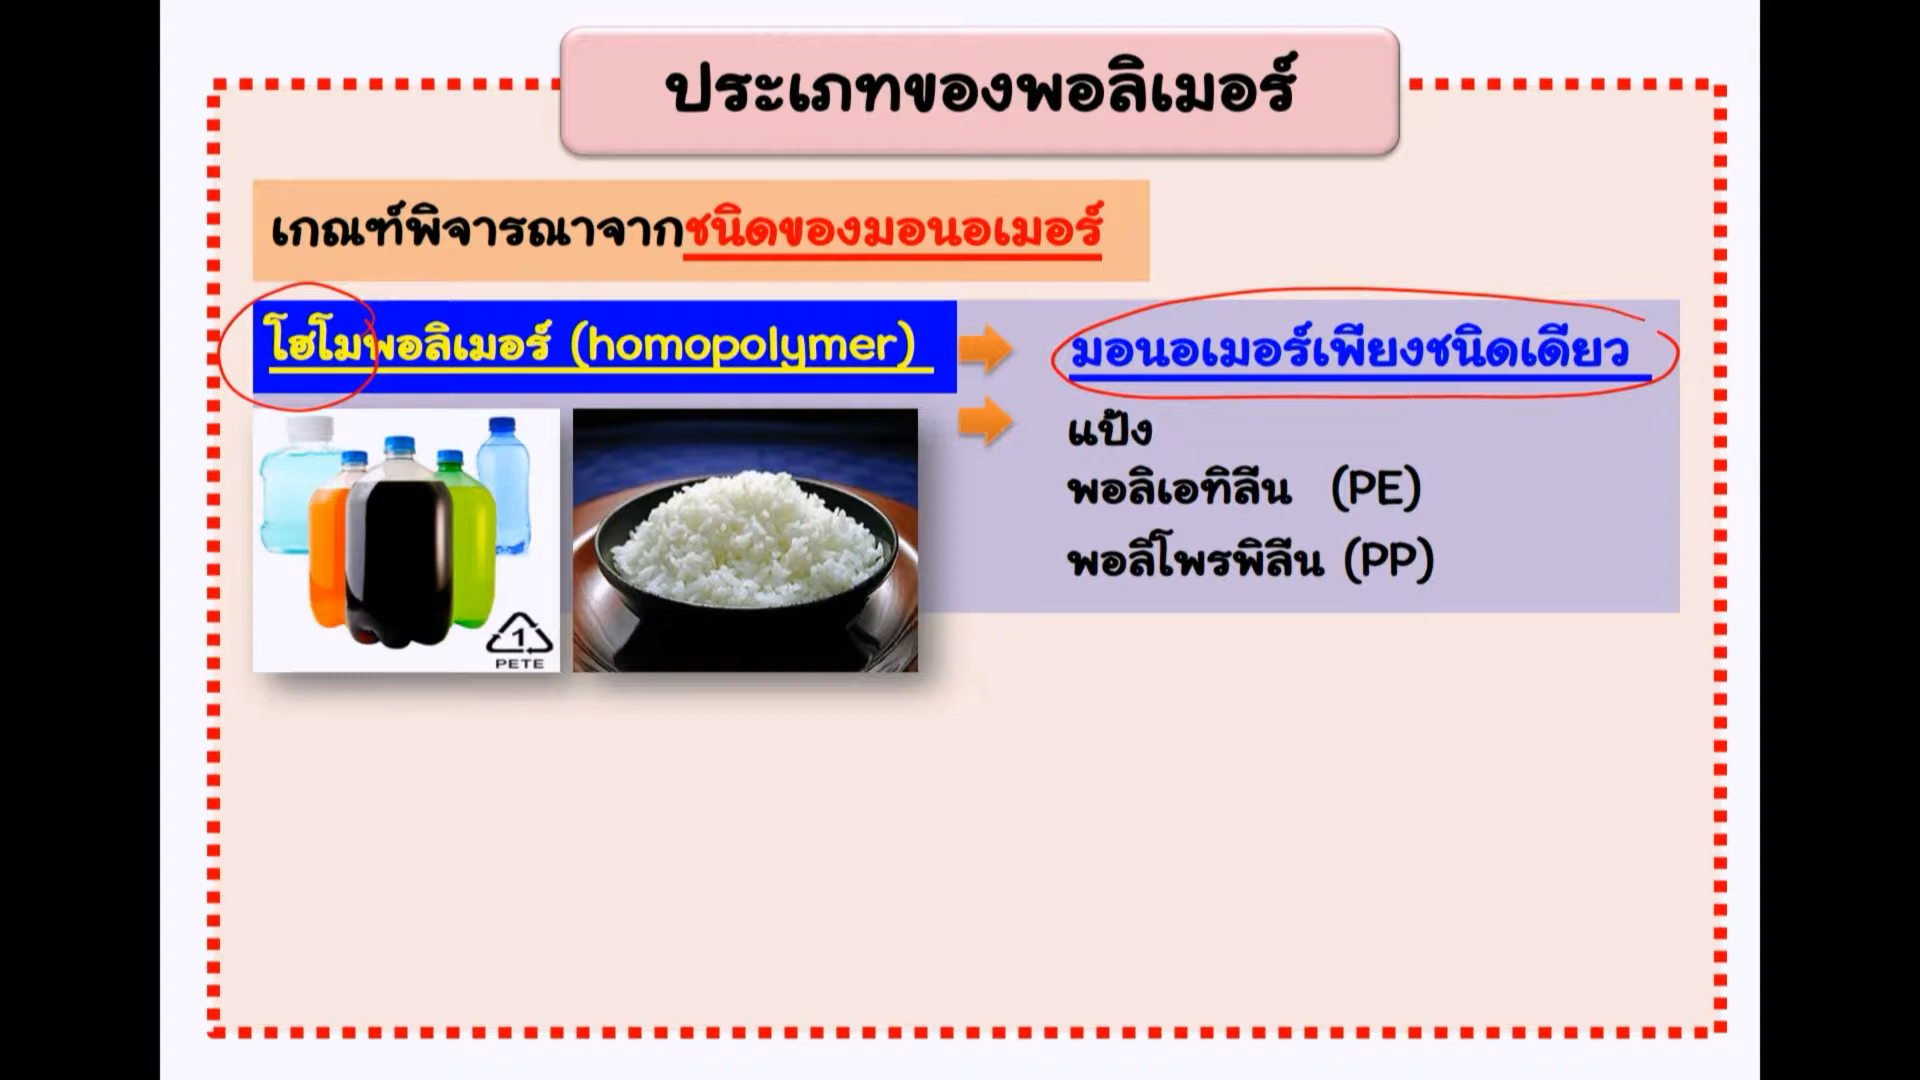 ประเภทของพอลิเมอร์
เกณฑ์พิจารณาจากชนิดของมอนอเมอร์
โฮโมพอลิเมอร์ (homopolymer)
มอนอเมอร์เพียงชนิดเดียว
แป้ง
พอลิเอทิลีน (PE)
พอลีโพรพิลีน (PP)
1
PETE